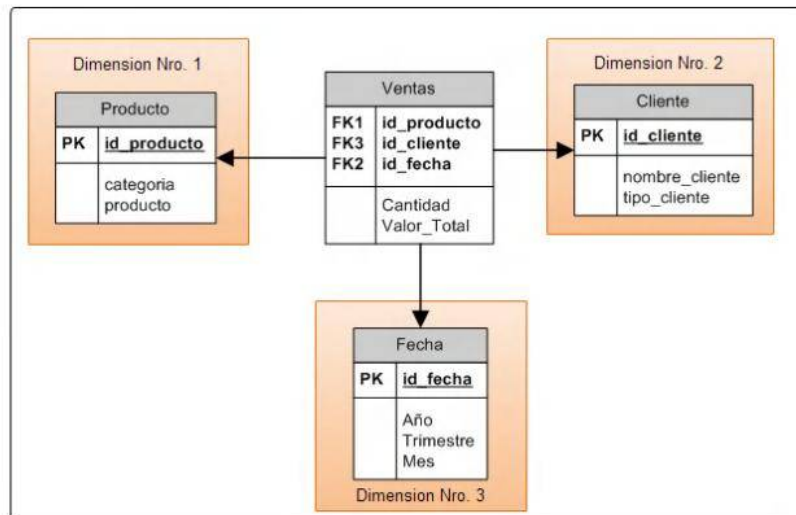 Dimension Nro. 1
Producto
PK id_producto
categoria
producto
Ventas
FK1 id_producto
FK3 id_cliente
FK2 id_fecha
Cantidad
Valor_Total
Dimension Nro. 2
Cliente
PK id_cliente
nombre_cliente
tipo_cliente
Fecha
PK id_fecha
Año
Trimestre
Mes
Dimension Nro. 3